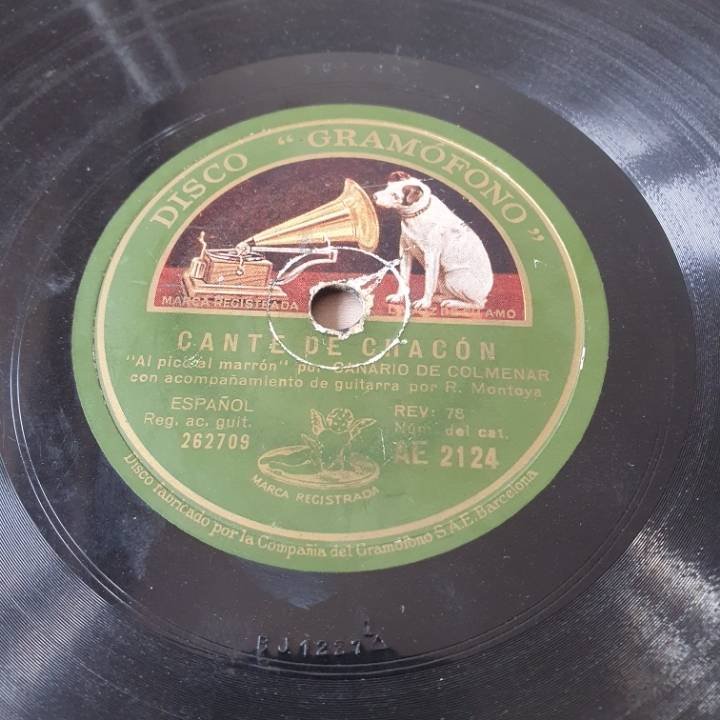 DISCO "GRAMÓFONO"
MARCA REGISTRADA
AMO
CANTE DE CHACÓN
"Al pical marrón" por CANARIO DE COLMENAR
con acompañamiento de guitarra por R. Montoya
ESPAÑOL
Reg. ac. guit.
262709
REV: 78
Núm. del cat.
AE 2124
MARCA REGISTRADA
Disco fabricado por la Compañía del Gramófono S.A.E. Barcelona